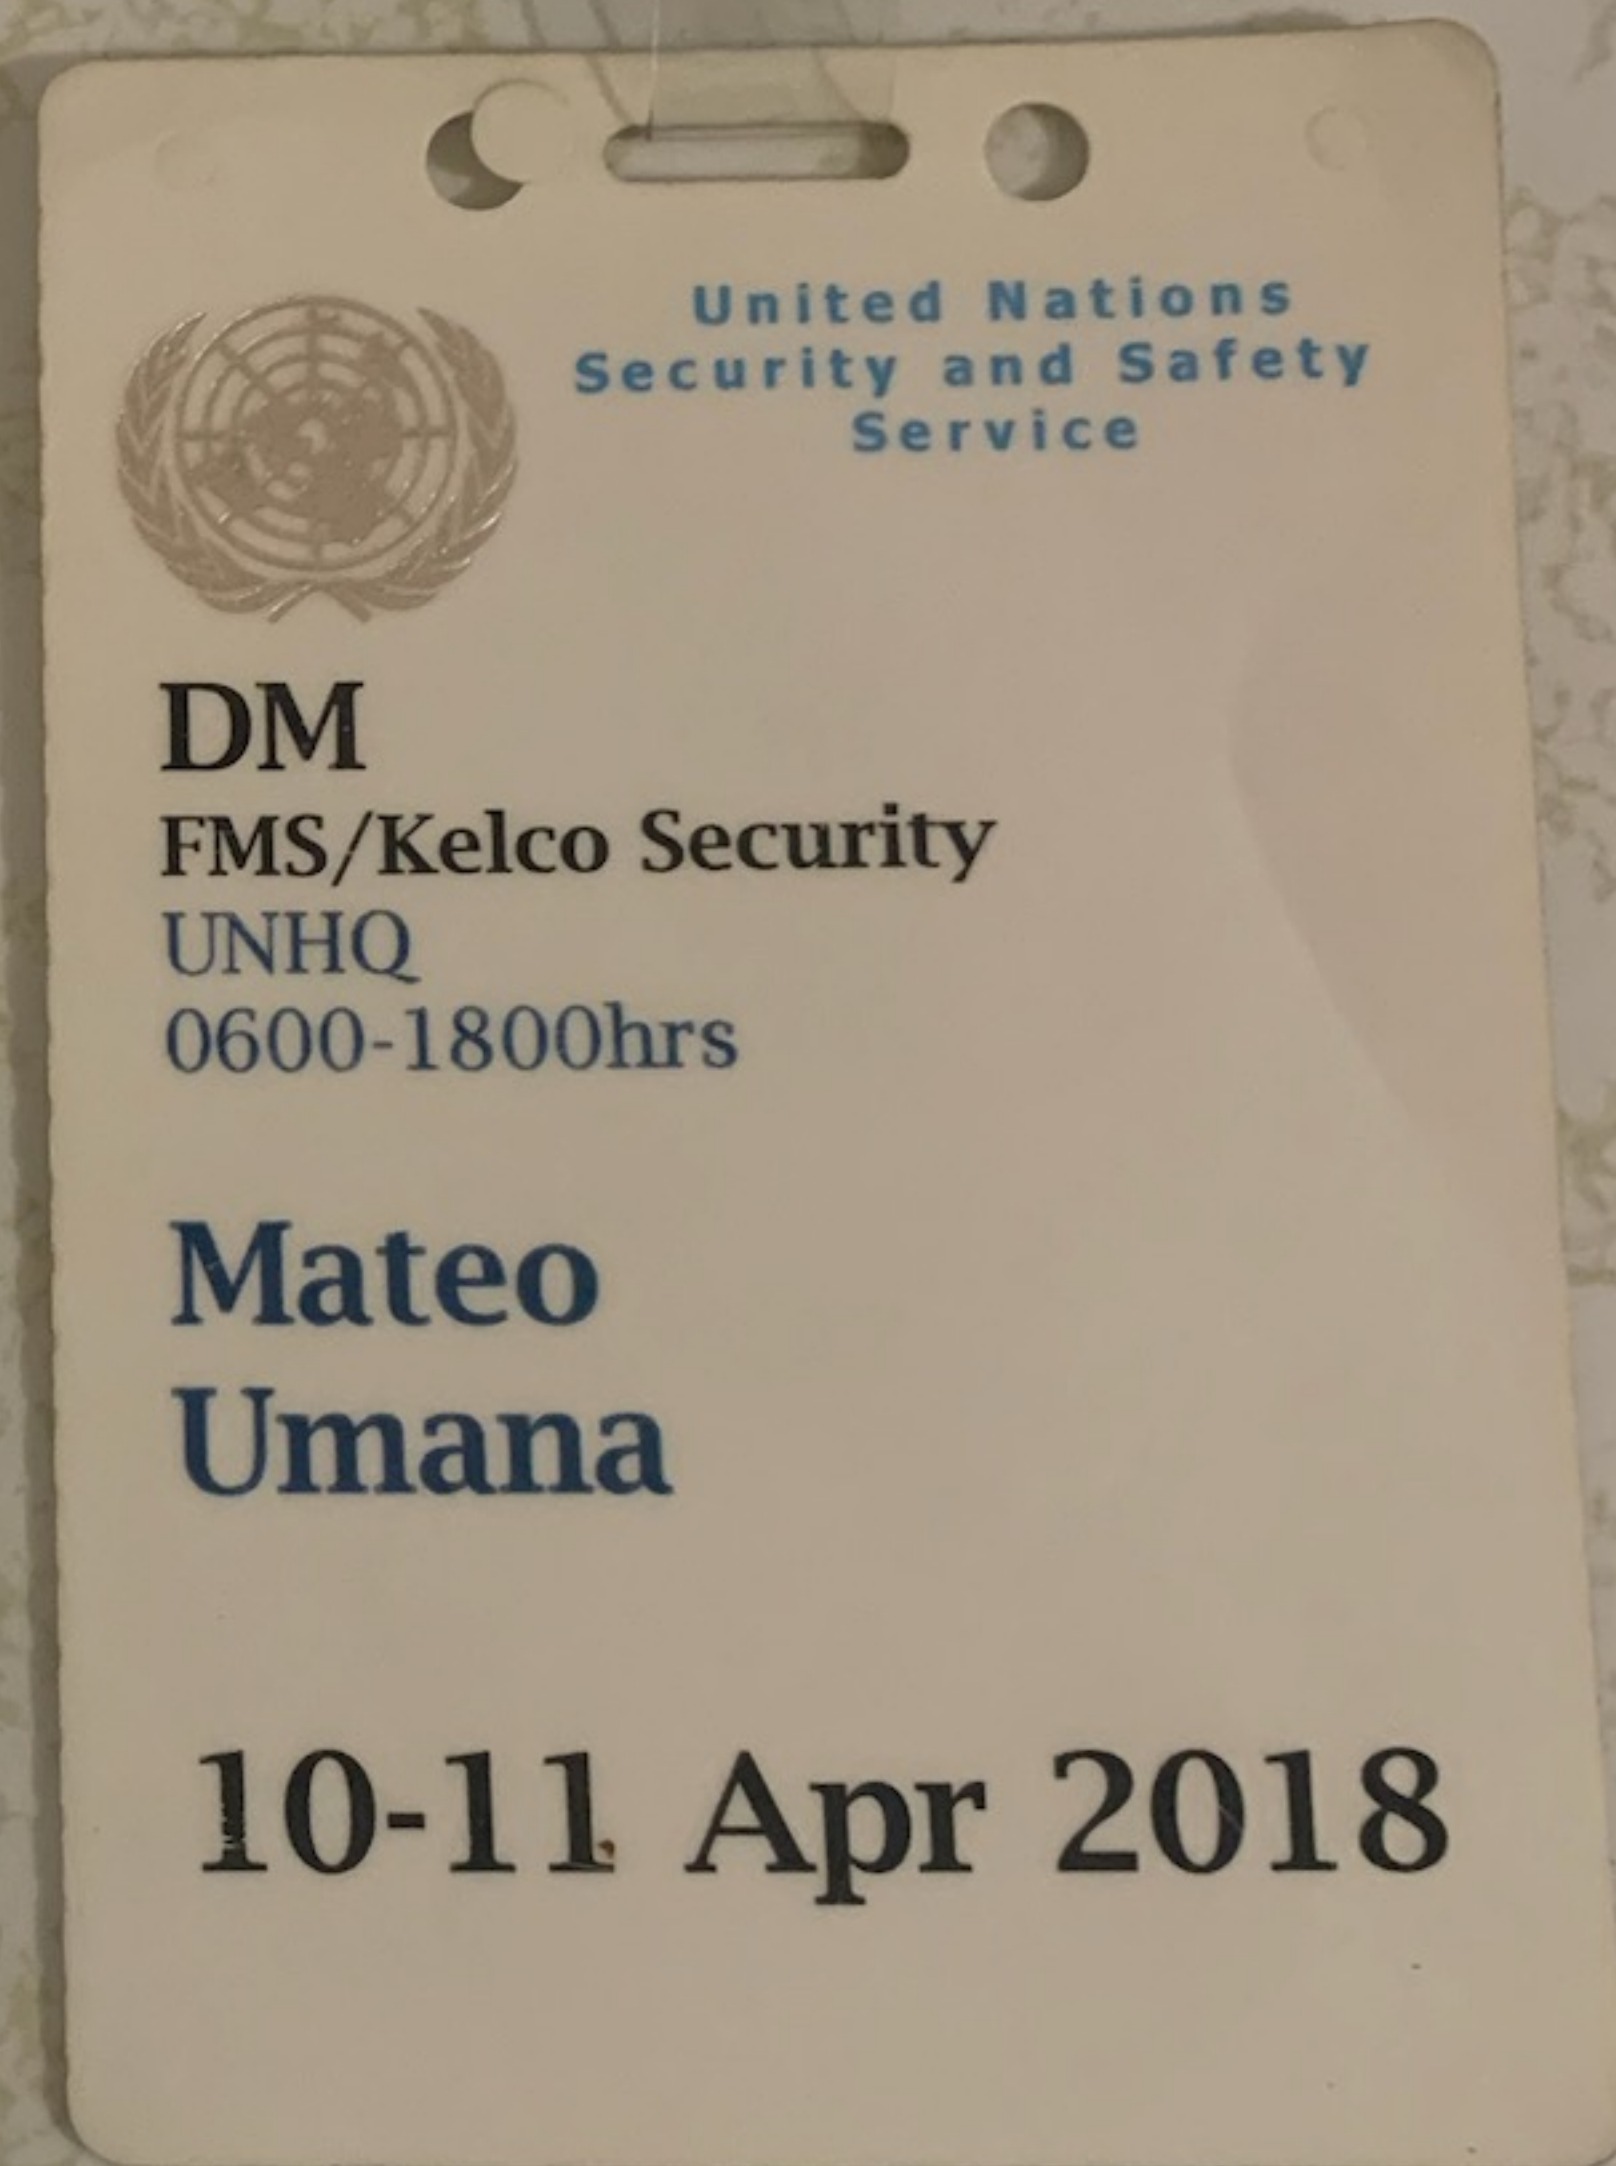 United Nations
Security and Safety
Service
DM
FMS/Kelco Security
UNHQ
0600-1800hrs
Mateo
Umana
10-11 Apr 2018